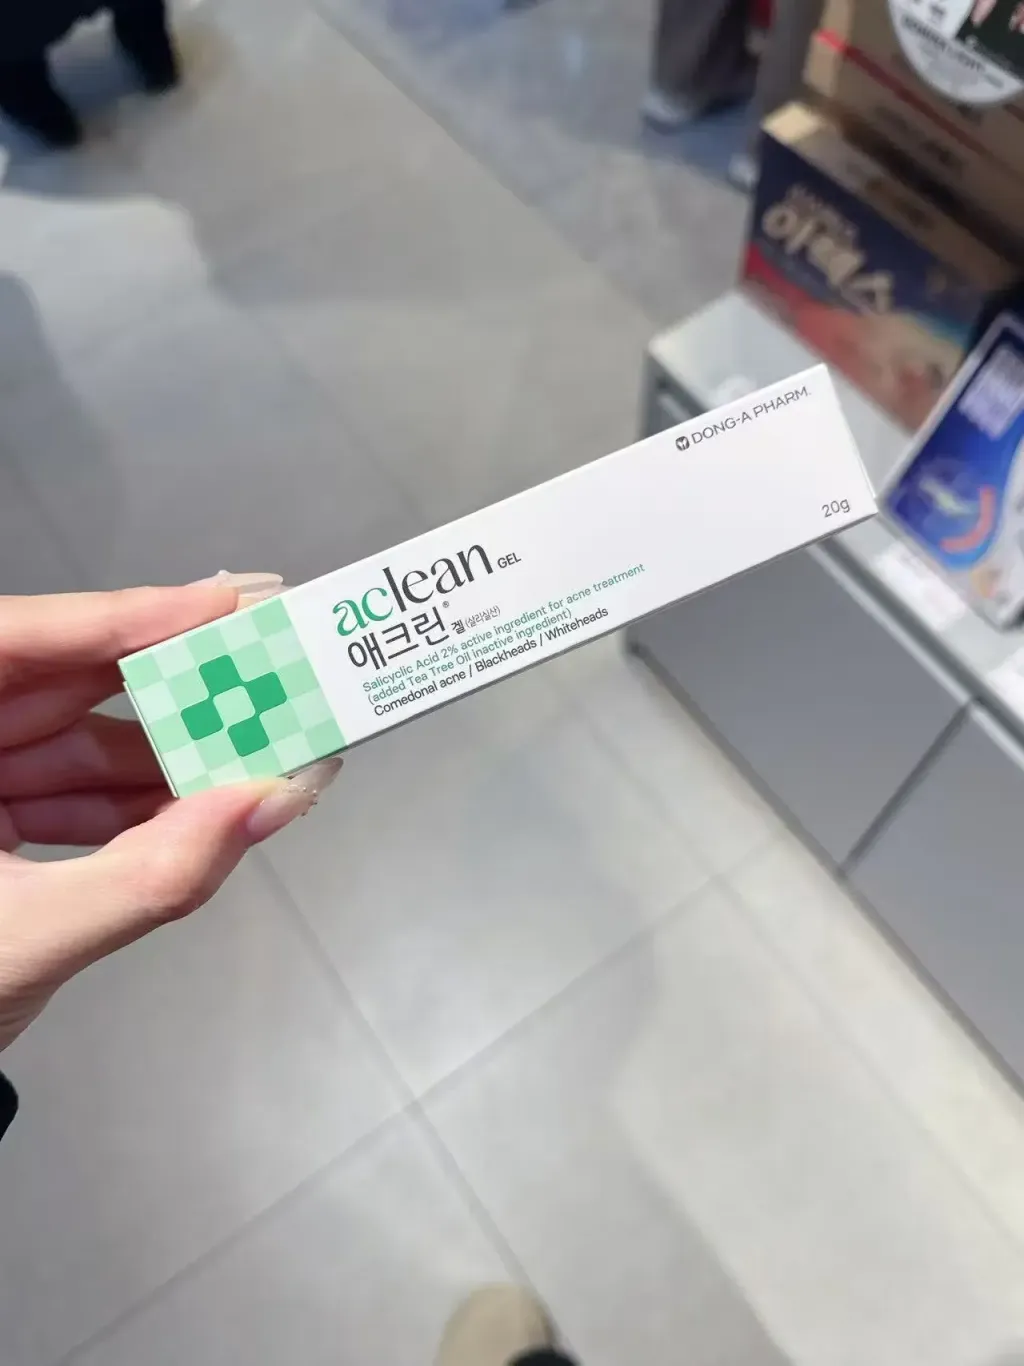 DONG-A PHARM.
aclean GEL
애크린® 겔 (살리실산)
Salicyclic Acid 2% active ingredient for acne treatment
(added Tea Tree Oil inactive ingredient)
Comedonal acne / Blackheads / Whiteheads
20g